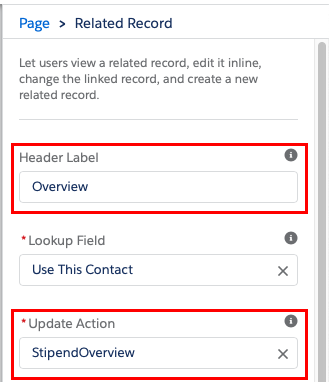 Page > Related Record
Let users view a related record, edit it inline,
change the linked record, and create a new
related record.
Header Label
Overview
* Lookup Field
Use This Contact
* Update Action
StipendOverview